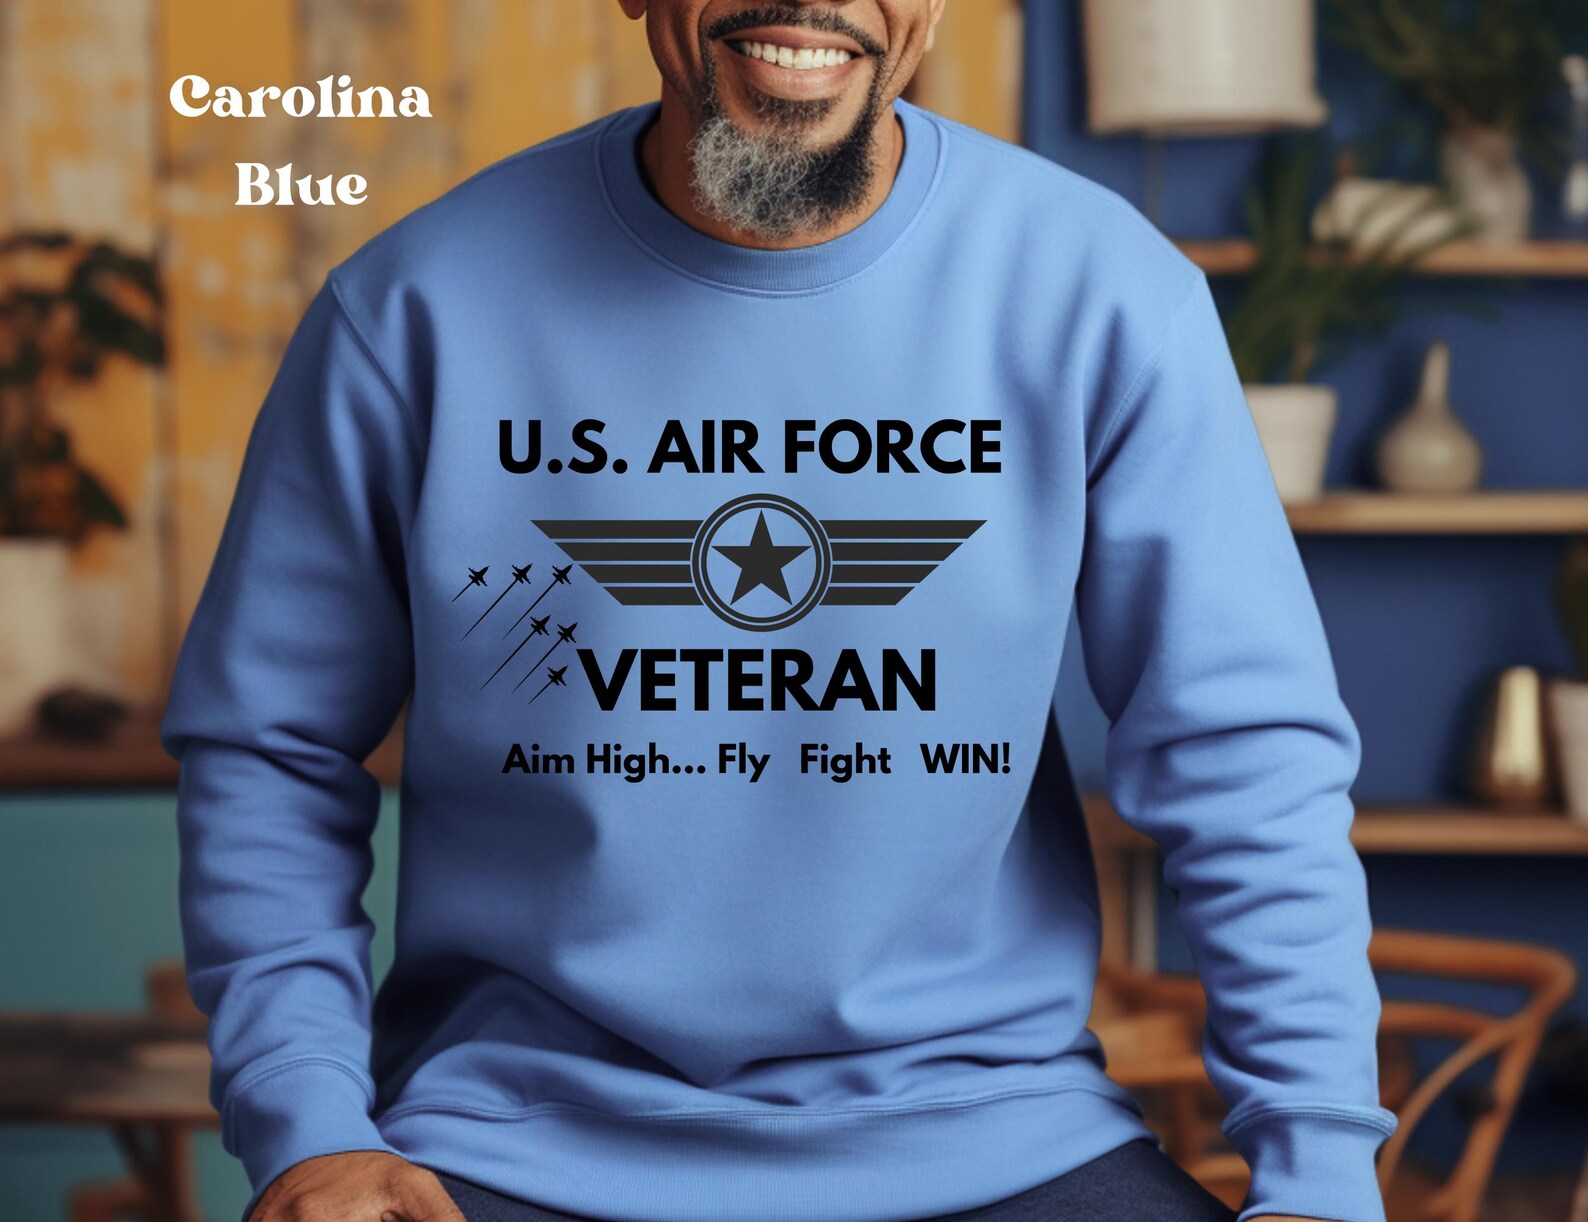 Carolina
Blue
U.S. AIR FORCE
VETERAN
Aim High... Fly Fight WIN!